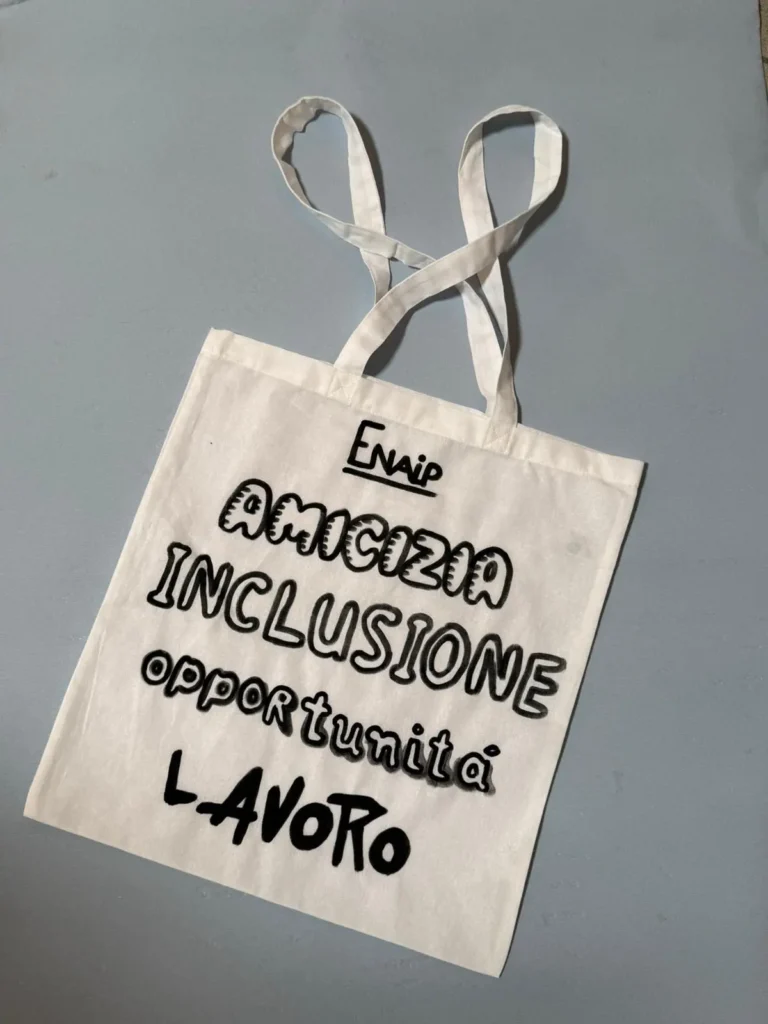 ENAiP
AMICIZIA
INCLUSIONE
opportunitá
LAVORO